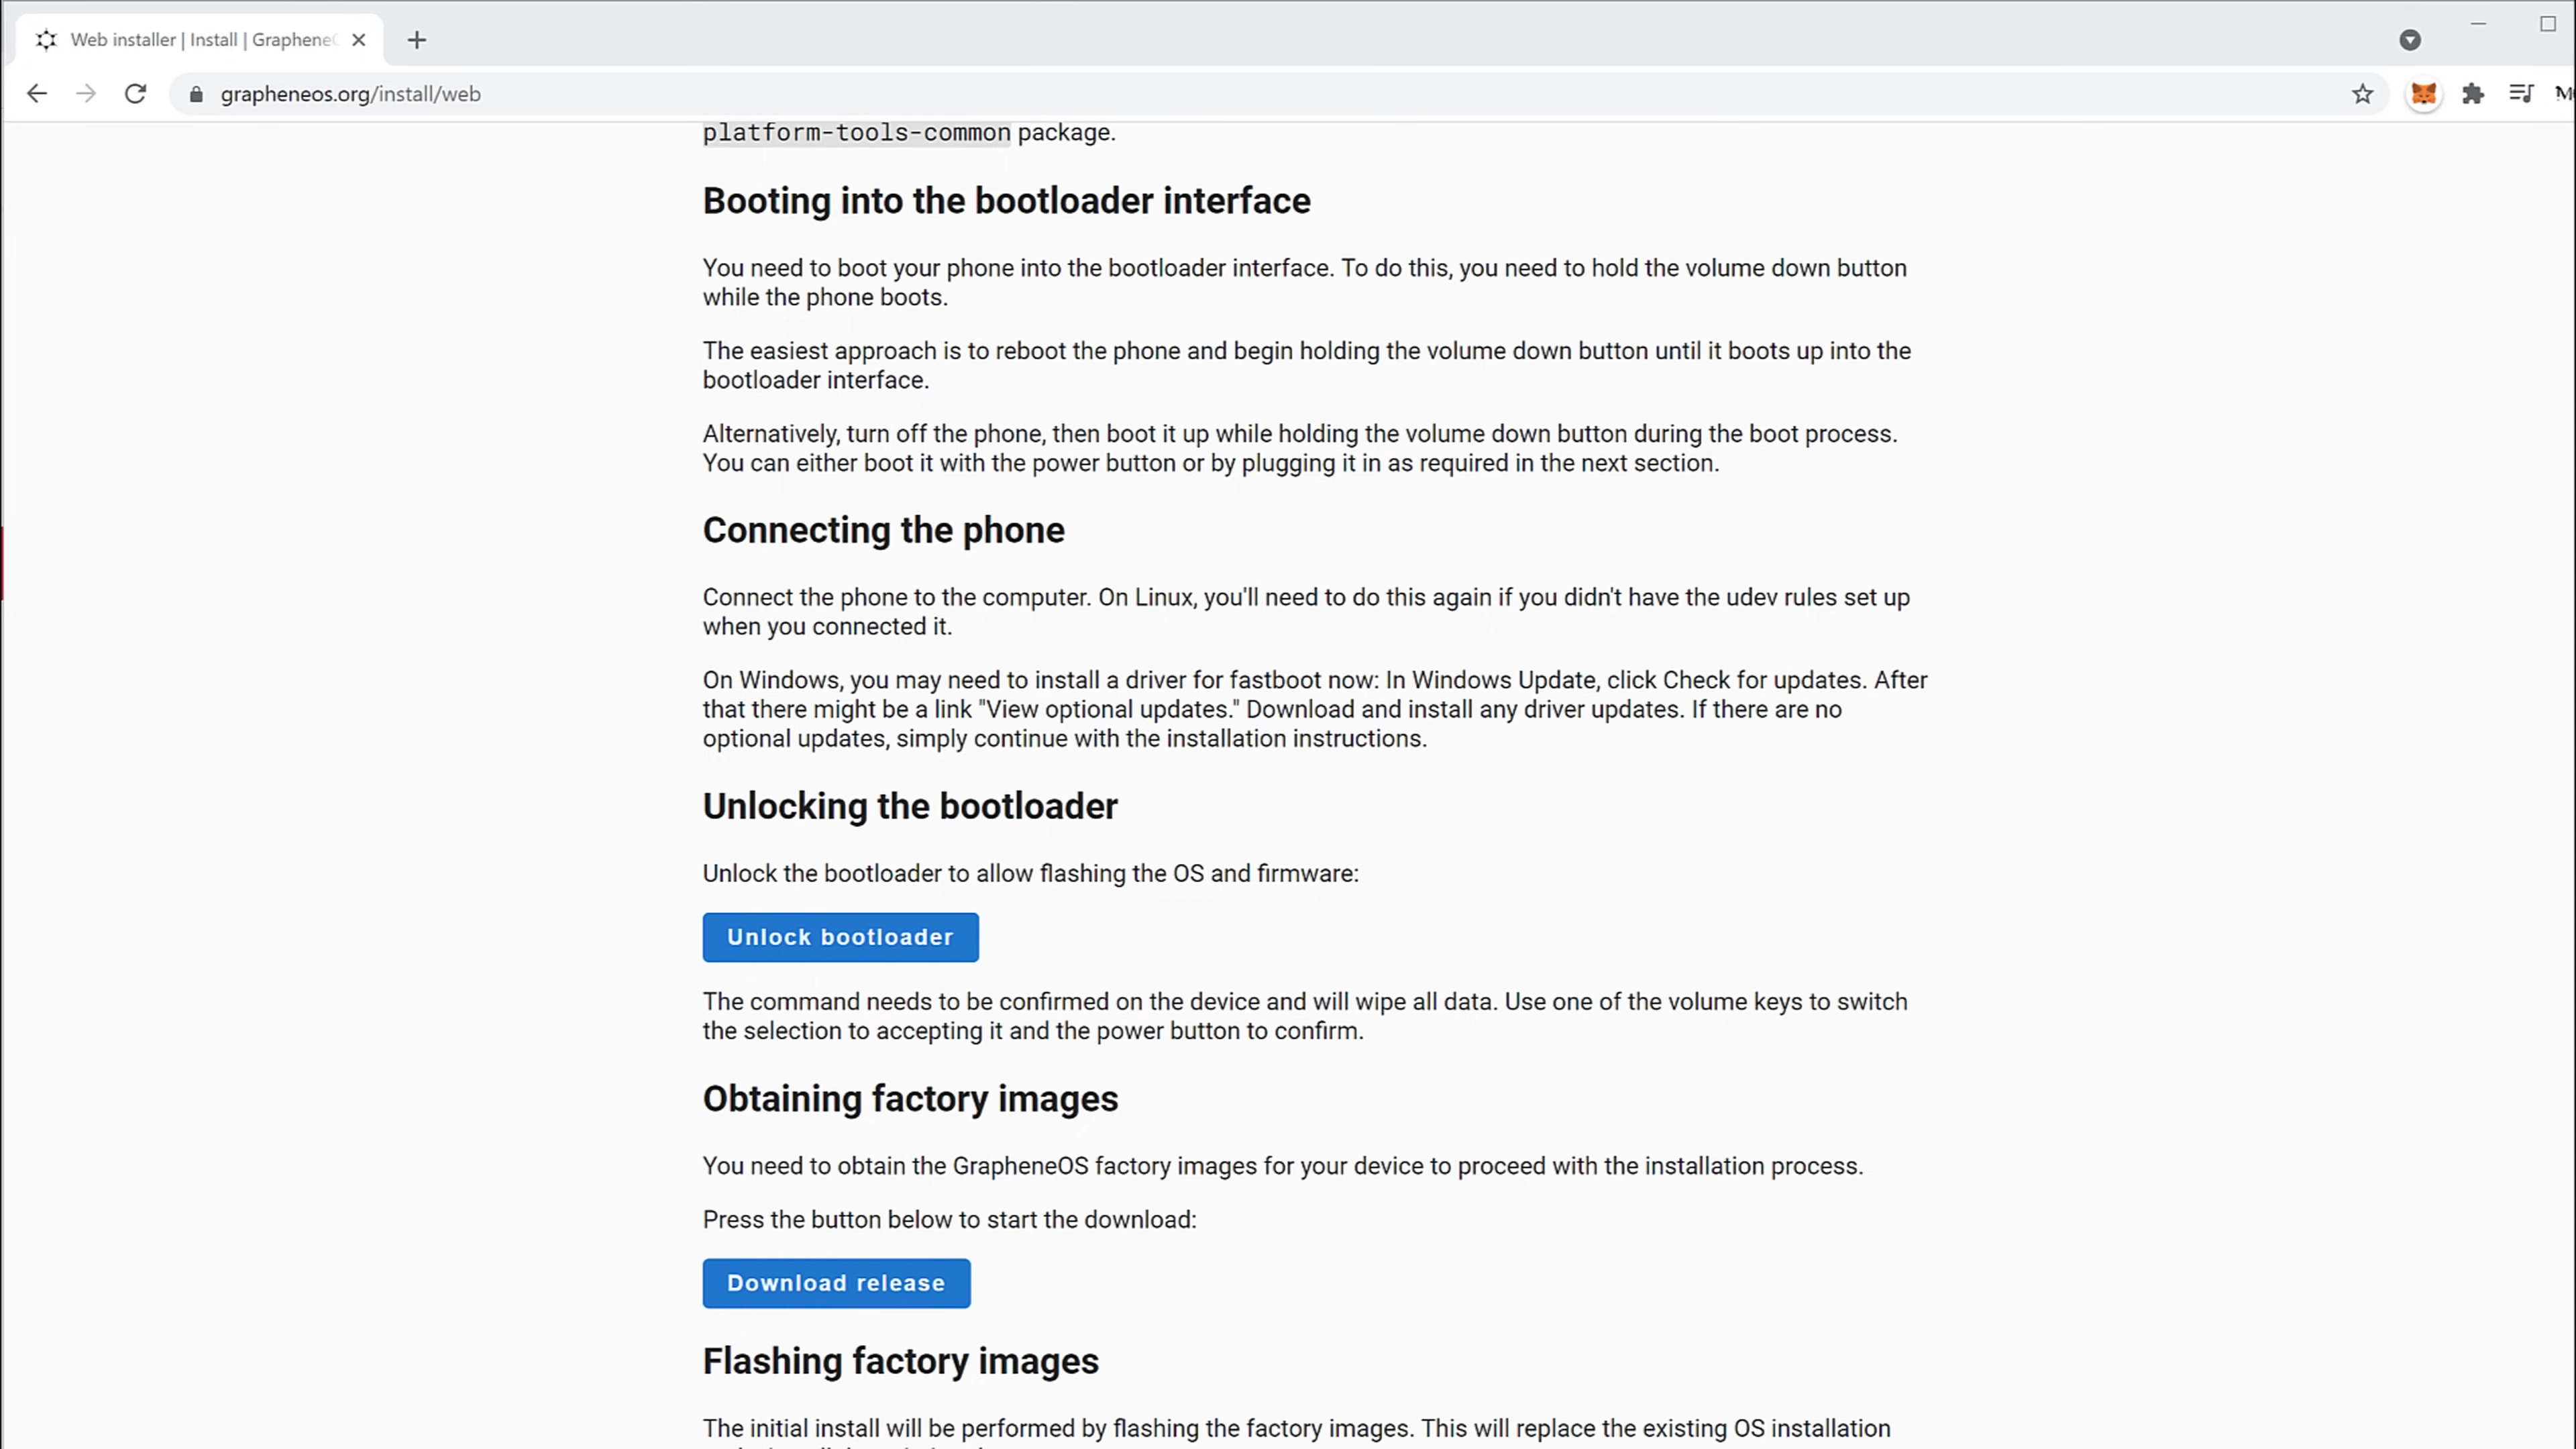 Web installer | Install | Graphene
grapheneos.org/install/web
platform-tools-common package.
Booting into the bootloader interface
You need to boot your phone into the bootloader interface. To do this, you need to hold the volume down button
while the phone boots.
The easiest approach is to reboot the phone and begin holding the volume down button until it boots up into the
bootloader interface.
Alternatively, turn off the phone, then boot it up while holding the volume down button during the boot process.
You can either boot it with the power button or by plugging it in as required in the next section.
Connecting the phone
Connect the phone to the computer. On Linux, you'll need to do this again if you didn't have the udev rules set up
when you connected it.
On Windows, you may need to install a driver for fastboot now: In Windows Update, click Check for updates. After
that there might be a link "View optional updates." Download and install any driver updates. If there are no
optional updates, simply continue with the installation instructions.
Unlocking the bootloader
Unlock the bootloader to allow flashing the OS and firmware:
Unlock bootloader
The command needs to be confirmed on the device and will wipe all data. Use one of the volume keys to switch
the selection to accepting it and the power button to confirm.
Obtaining factory images
You need to obtain the GrapheneOS factory images for your device to proceed with the installation process.
Press the button below to start the download:
Download release
Flashing factory images
The initial install will be performed by flashing the factory images. This will replace the existing OS installation